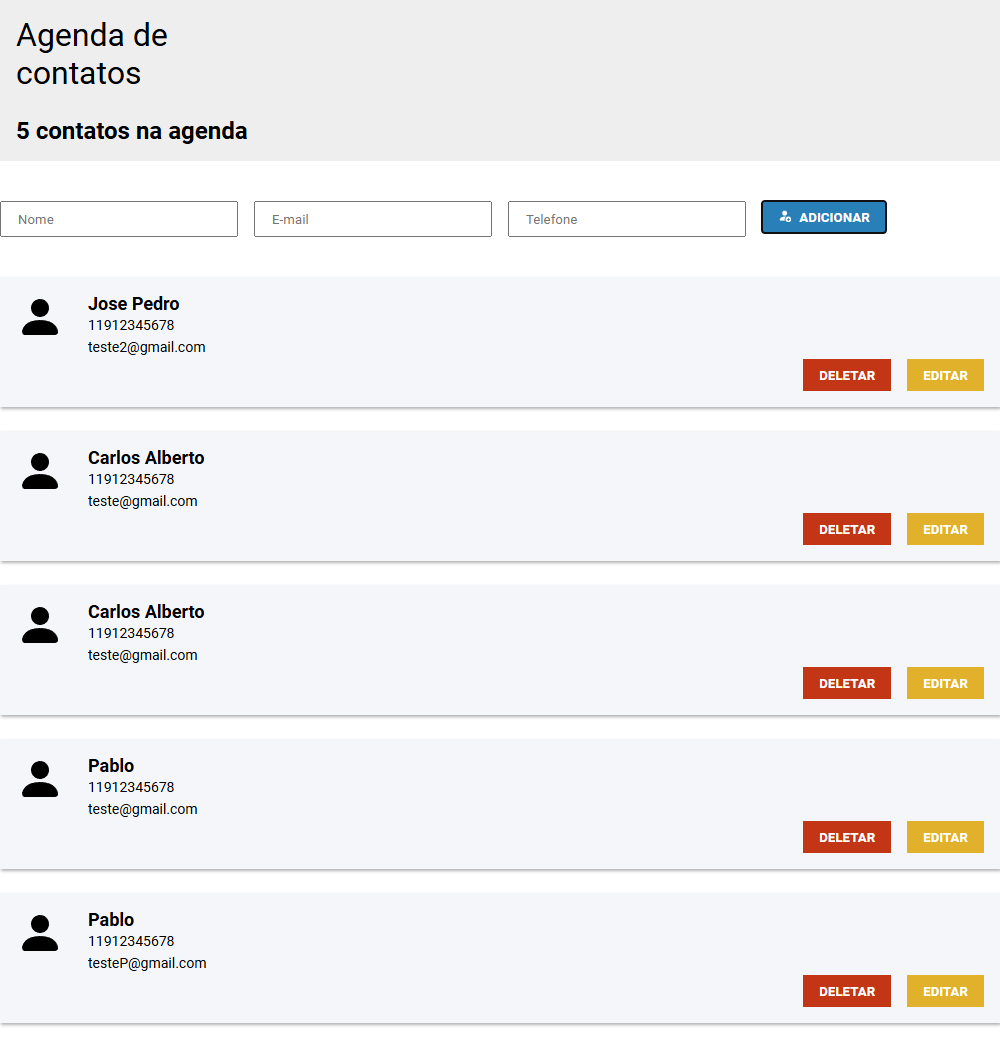 Agenda de
contatos
5 contatos na agenda
Nome E-mail Telefone ADICIONAR
Jose Pedro
11912345678
teste2@gmail.com
DELETAR EDITAR
Carlos Alberto
11912345678
teste@gmail.com
DELETAR EDITAR
Carlos Alberto
11912345678
teste@gmail.com
DELETAR EDITAR
Pablo
11912345678
teste@gmail.com
DELETAR EDITAR
Pablo
11912345678
testeP@gmail.com
DELETAR EDITAR